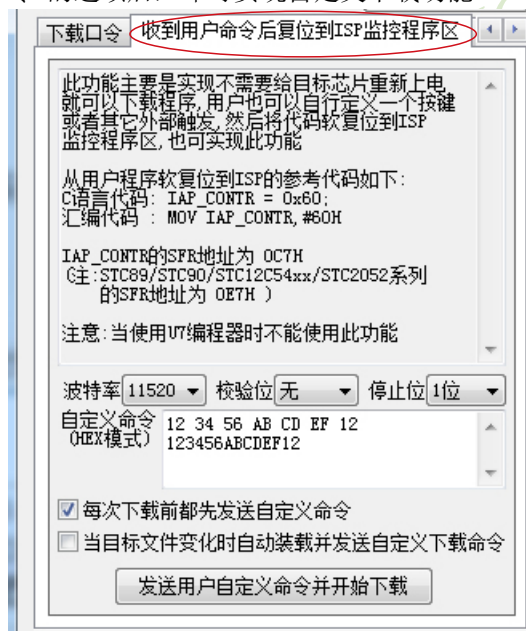 下载口令 收到用户命令后复位到ISP监控程序区
此功能主要是实现不需要给目标芯片重新上电
就可以下载程序,用户也可以自行定义一个按键
或者其它外部触发,然后将代码软复位到ISP
监控程序区,也可实现此功能
从用户程序软复位到ISP的参考代码如下:
C语言代码: IAP_CONTR = 0x60;
汇编代码 : MOV IAP_CONTR,#60H
IAP_CONTR的SFR地址为 0C7H
(注:STC89/STC90/STC12C54xx/STC2052系列
的SFR地址为 0E7H )
注意:当使用U7编程器时不能使用此功能
波特率 11520 校验位 无 停止位 1位
自定义命令 12 34 56 AB CD EF 12
(HEX模式) 123456ABCDEF12
每次下载前都先发送自定义命令
当目标文件变化时自动装载并发送自定义下载命令
发送用户自定义命令并开始下载